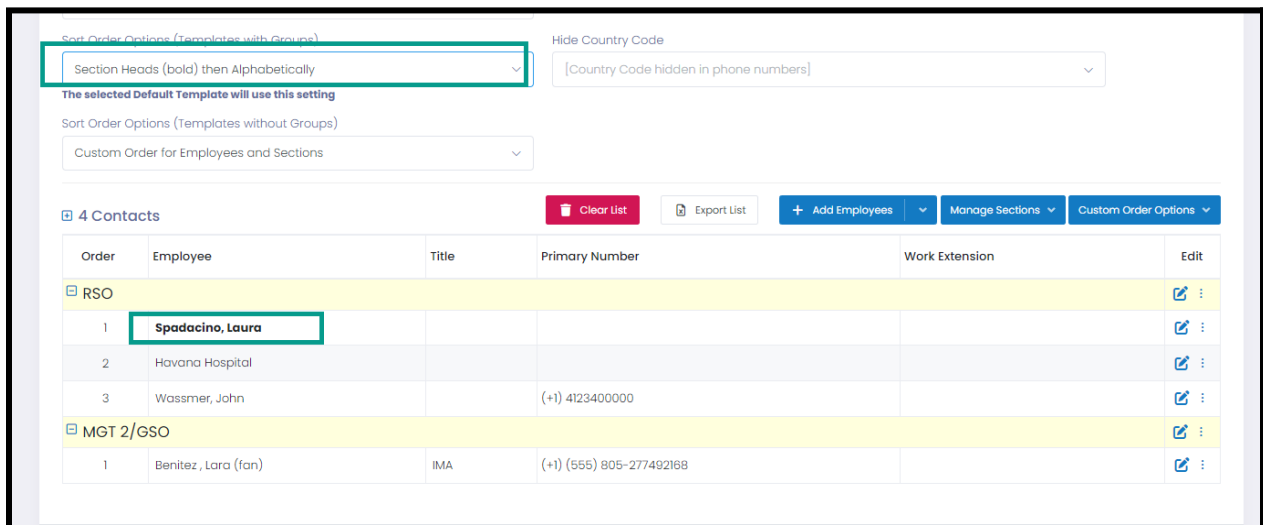 Sort Order Options (Templates with Groups)
Hide Country Code
Section Heads (bold) then Alphabetically
[Country Code hidden in phone numbers]
The selected Default Template will use this setting
Sort Order Options (Templates without Groups)
Custom Order for Employees and Sections
4 Contacts
Clear List
Export List
+ Add Employees
Manage Sections
Custom Order Options
Order Employee Title Primary Number Work Extension Edit
RSO
1 Spadacino, Laura
2 Havana Hospital
3 Wassmer, John (+1) 4123400000
MGT 2/GSO
1 Benitez , Lara (fan) IMA (+1) (555) 805-277492168